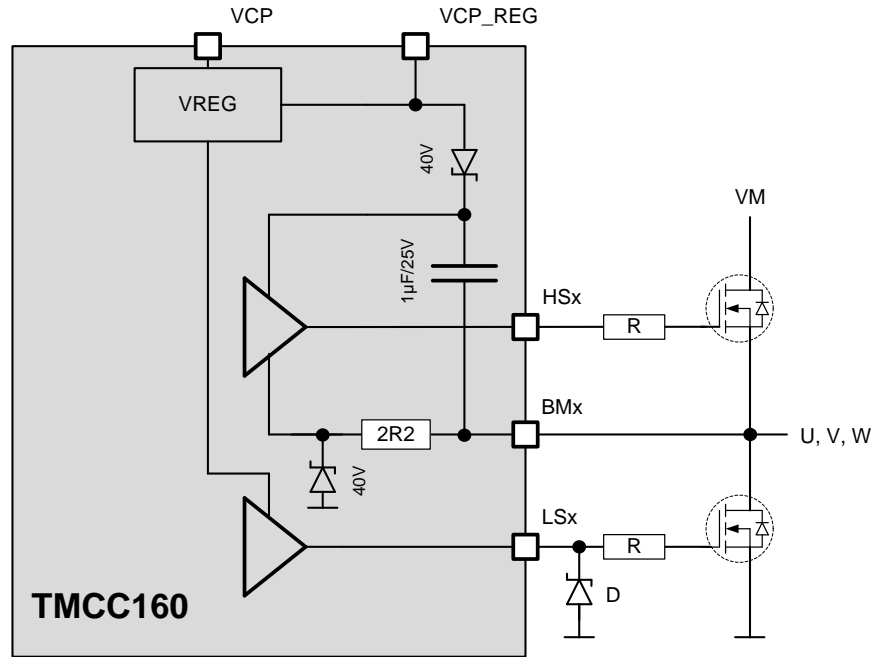 VCP
VCP_REG
VREG
40V
VM
1µF/25V
HSx
R
BMx
2R2
U, V, W
40V
LSx
R
D
TMCC160